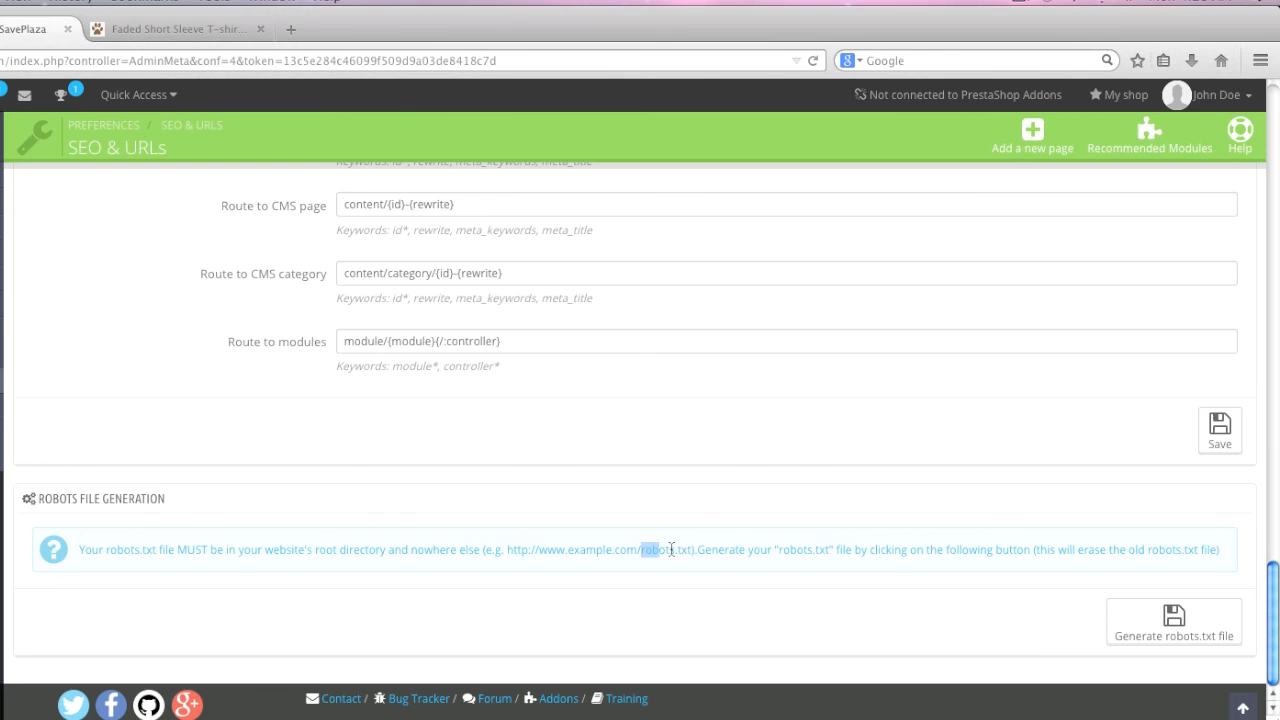 SavePlaza
Faded Short Sleeve T-shir...
/index.php?controller=AdminMeta&conf=4&token=13c5e284c46099f509d9a03de8418c7d
Google
1
Quick Access
Not connected to PrestaShop Addons
My shop
John Doe
PREFERENCES / SEO & URLS
SEO & URLs
Add a new page
Recommended Modules
Help
Keywords: id*, rewrite, meta_keywords, meta_title
Route to CMS page
content/{id}-{rewrite}
Keywords: id*, rewrite, meta_keywords, meta_title
Route to CMS category
content/category/{id}-{rewrite}
Keywords: id*, rewrite, meta_keywords, meta_title
Route to modules
module/{module}{/:controller}
Keywords: module*, controller*
Save
ROBOTS FILE GENERATION
Your robots.txt file MUST be in your website's root directory and nowhere else (e.g. http://www.example.com/robots.txt).Generate your "robots.txt" file by clicking on the following button (this will erase the old robots.txt file)
Generate robots.txt file
Contact / Bug Tracker / Forum / Addons / Training